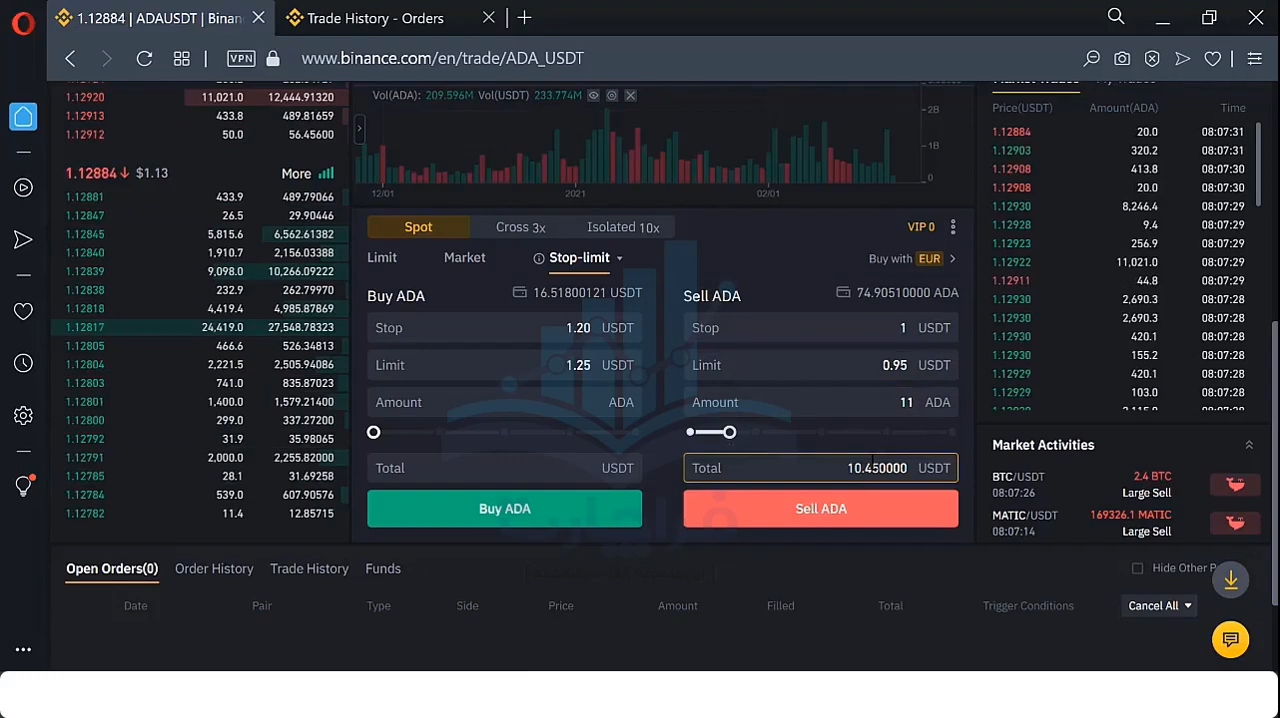 1.12884 | ADAUSDT | Binan
Trade History - Orders
VPN
www.binance.com/en/trade/ADA_USDT
1.12920 11,021.0 12,444.91320
1.12913 433.8 489.81659
1.12912 50.0 56.45600
1.12884↓ $1.13 More
1.12881 433.9 489.79066
1.12847 26.5 29.90446
1.12845 5,815.6 6,562.61382
1.12840 1,910.7 2,156.03388
1.12839 9,098.0 10,266.09222
1.12838 232.9 262.79970
1.12818 4,419.4 4,985.87869
1.12817 24,419.0 27,548.78323
1.12805 466.6 526.34813
1.12804 2,221.5 2,505.94086
1.12803 741.0 835.87023
1.12801 1,400.0 1,579.21400
1.12800 299.0 337.27200
1.12792 31.9 35.98065
1.12791 2,000.0 2,255.82000
1.12785 28.1 31.69258
1.12784 539.0 607.90576
1.12782 11.4 12.85715
Vol(ADA): 209.596M Vol(USDT) 233.774M
2B
1B
0
12/01 2021 02/01
Spot Cross 3x Isolated 10x VIP 0
Limit Market Stop-limit Buy with EUR
Buy ADA 16.51800121 USDT
Stop 1.20 USDT
Limit 1.25 USDT
Amount ADA
Total USDT
Buy ADA
Sell ADA 74.90510000 ADA
Stop 1 USDT
Limit 0.95 USDT
Amount 11 ADA
Total 10.450000 USDT
Sell ADA
فراچارت
Market Trades
Price(USDT) Amount(ADA) Time
1.12884 20.0 08:07:31
1.12903 320.2 08:07:31
1.12908 413.8 08:07:30
1.12908 20.0 08:07:30
1.12930 8,246.4 08:07:29
1.12928 9.4 08:07:29
1.12923 256.9 08:07:29
1.12922 11,021.0 08:07:29
1.12911 44.8 08:07:29
1.12930 2,690.3 08:07:28
1.12930 2,690.3 08:07:28
1.12930 420.1 08:07:28
1.12930 155.2 08:07:28
1.12929 420.1 08:07:28
1.12929 103.0 08:07:28
Market Activities
BTC/USDT 2.4 BTC
08:07:26 Large Sell
MATIC/USDT 169326.1 MATIC
08:07:14 Large Sell
Open Orders(0) Order History Trade History Funds Hide Other P
Date Pair Type Side Price Amount Filled Total Trigger Conditions Cancel All